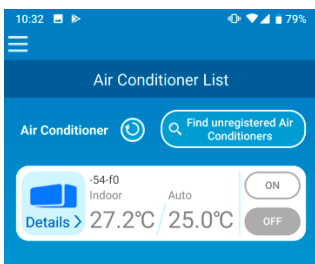 10:32 79%
Air Conditioner List
Air Conditioner
Find unregistered Air
Conditioners
-54-f0
Indoor Auto
27.2℃ 25.0℃
Details >
ON
OFF